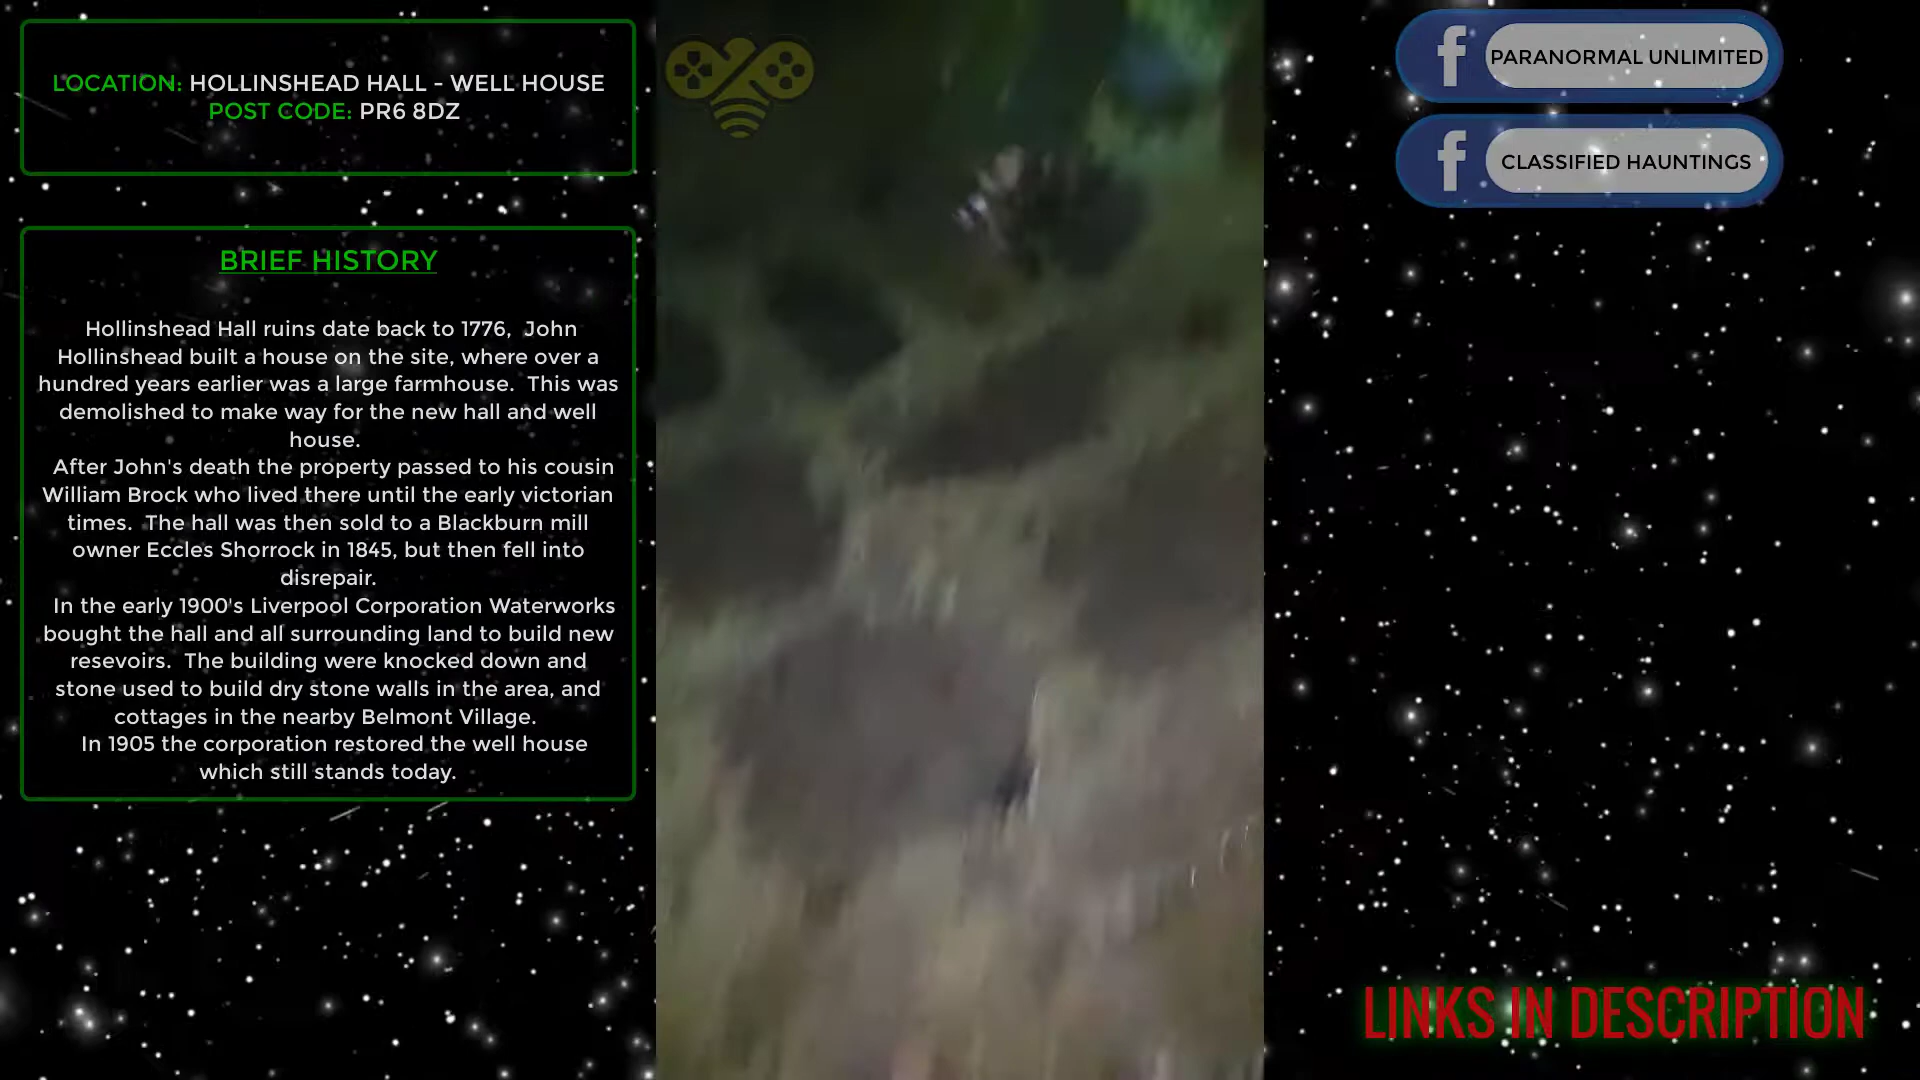 LOCATION: HOLLINSHEAD HALL - WELL HOUSE
POST CODE: PR6 8DZ
BRIEF HISTORY
Hollinshead Hall ruins date back to 1776, John
Hollinshead built a house on the site, where over a
hundred years earlier was a large farmhouse. This was
demolished to make way for the new hall and well
house.
After John's death the property passed to his cousin
William Brock who lived there until the early victorian
times. The hall was then sold to a Blackburn mill
owner Eccles Shorrock in 1845, but then fell into
disrepair.
In the early 1900's Liverpool Corporation Waterworks
bought the hall and all surrounding land to build new
resevoirs. The building were knocked down and
stone used to build dry stone walls in the area, and
cottages in the nearby Belmont Village.
In 1905 the corporation restored the well house
which still stands today.
f PARANORMAL UNLIMITED
f CLASSIFIED HAUNTINGS
LINKS IN DESCRIPTION